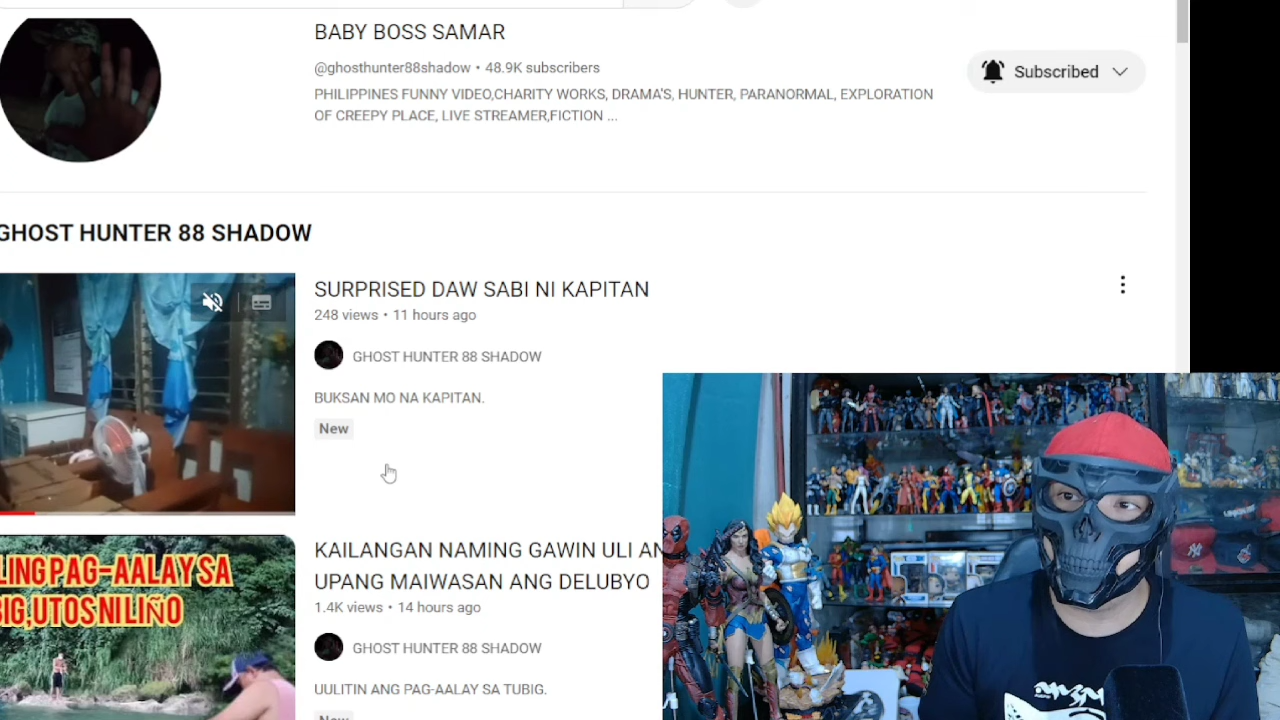 BABY BOSS SAMAR
@ghosthunter88shadow • 48.9K subscribers
Subscribed
PHILIPPINES FUNNY VIDEO,CHARITY WORKS, DRAMA'S, HUNTER, PARANORMAL, EXPLORATION
OF CREEPY PLACE, LIVE STREAMER,FICTION ...
GHOST HUNTER 88 SHADOW
SURPRISED DAW SABI NI KAPITAN
248 views • 11 hours ago
GHOST HUNTER 88 SHADOW
BUKSAN MO NA KAPITAN.
New
LING PAG-AALAY SA
BIG,UTOS NI LIÑO
KAILANGAN NAMING GAWIN ULI AN
UPANG MAIWASAN ANG DELUBYO
1.4K views • 14 hours ago
GHOST HUNTER 88 SHADOW
UULITIN ANG PAG-AALAY SA TUBIG.
New